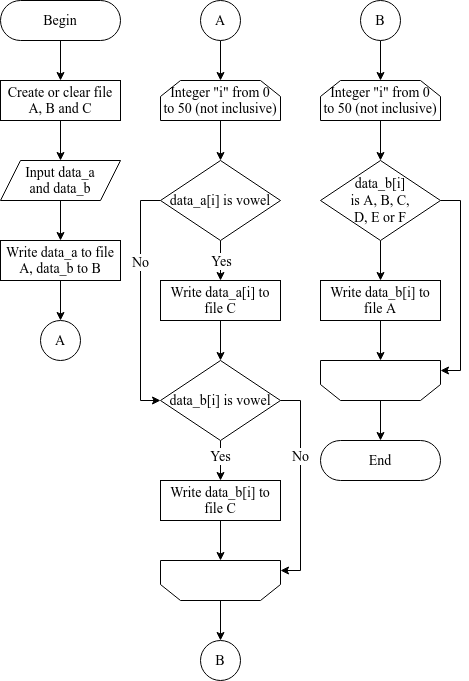 Begin
Create or clear file
A, B and C
Input data_a
and data_b
Write data_a to file
A, data_b to B
A
A
Integer "i" from 0
to 50 (not inclusive)
data_a[i] is vowel
No
Yes
Write data_a[i] to
file C
data_b[i] is vowel
Yes
No
Write data_b[i] to
file C
B
B
Integer "i" from 0
to 50 (not inclusive)
data_b[i]
is A, B, C,
D, E or F
Write data_b[i] to
file A
End